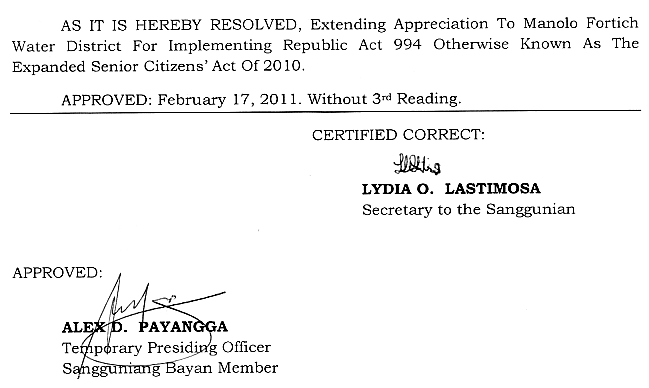 AS IT IS HEREBY RESOLVED, Extending Appreciation To Manolo Fortich
Water District For Implementing Republic Act 994 Otherwise Known As The
Expanded Senior Citizens' Act Of 2010.
APPROVED: February 17, 2011. Without 3rd Reading.
CERTIFIED CORRECT:
LYDIA O. LASTIMOSA
Secretary to the Sanggunian
APPROVED:
ALEX D. PAYANGGA
Temporary Presiding Officer
Sangguniang Bayan Member